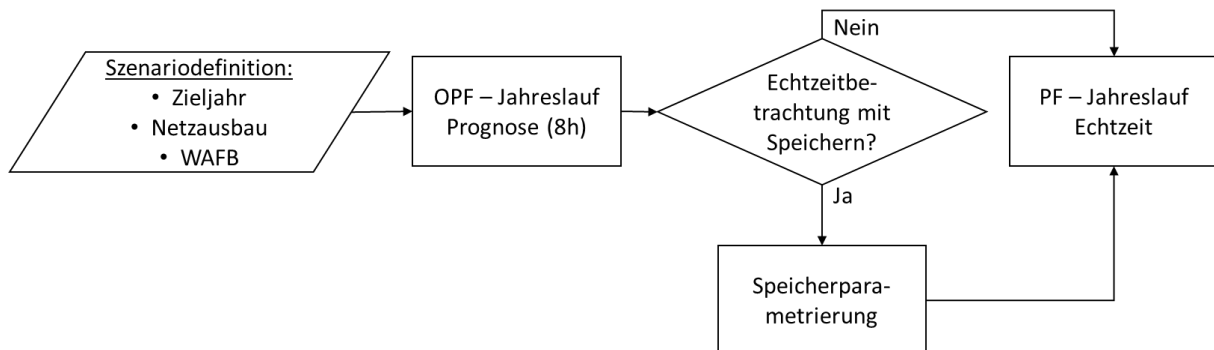 Szenariodefinition:
• Zieljahr
• Netzausbau
• WAFB
OPF – Jahreslauf
Prognose (8h)
Echtzeitbe-
trachtung mit
Speichern?
Nein
Ja
Speicherpara-
metrierung
PF – Jahreslauf
Echtzeit